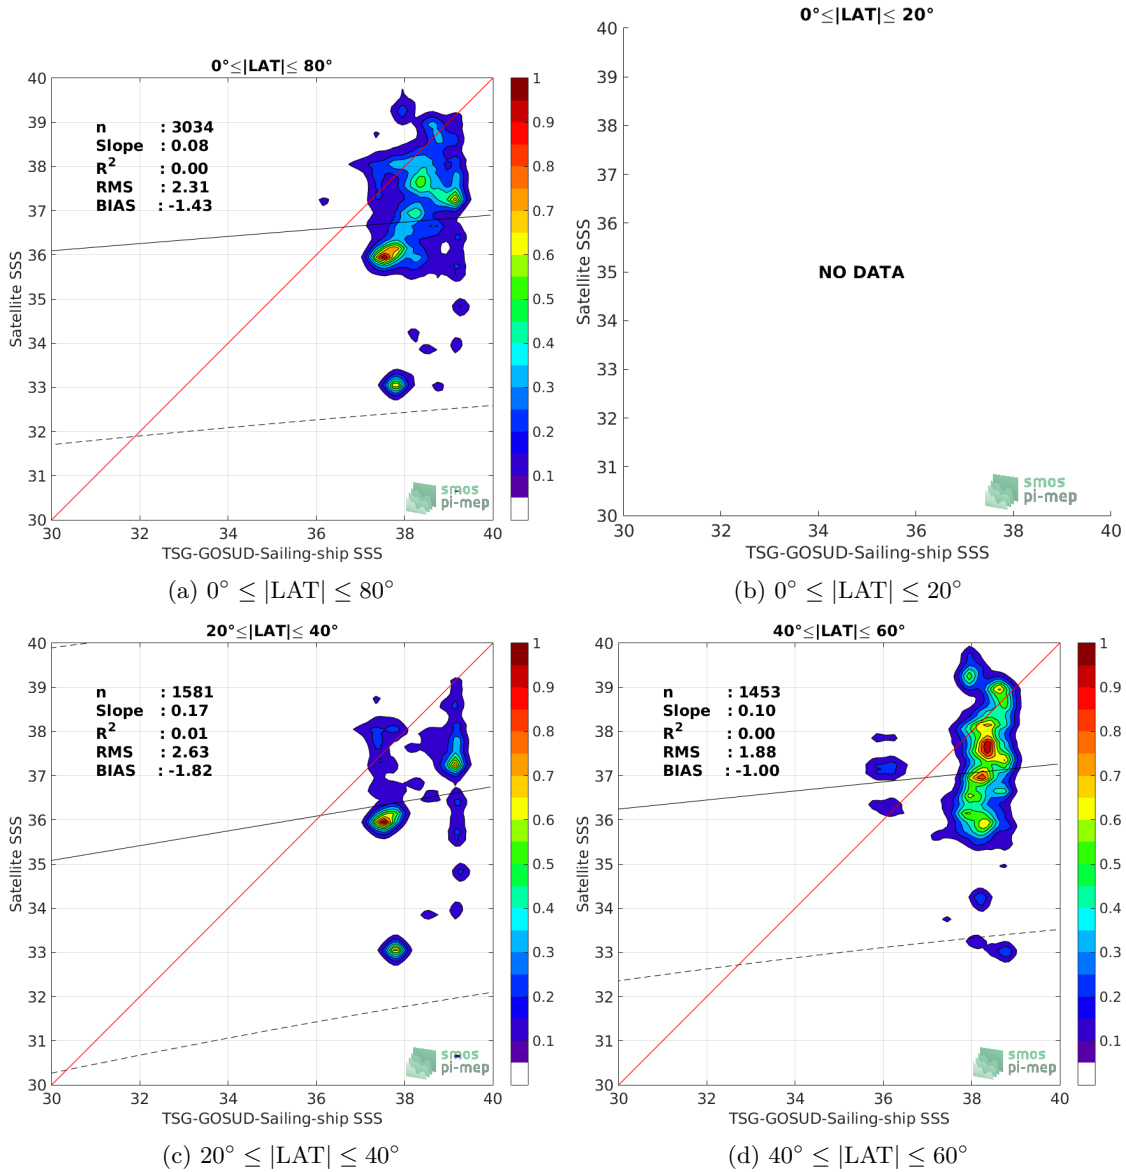 0°≤|LAT|≤ 80°
40
39
38
37
36
35
34
33
32
31
30
Satellite SSS
n : 3034
Slope : 0.08
R² : 0.00
RMS : 2.31
BIAS : -1.43
smos
pi-mep
30 32 34 36 38 40
TSG-GOSUD-Sailing-ship SSS
1
0.9
0.8
0.7
0.6
0.5
0.4
0.3
0.2
0.1
(a) 0° ≤ |LAT| ≤ 80°
0°≤|LAT|≤ 20°
40
39
38
37
36
35
34
33
32
31
30
Satellite SSS
NO DATA
smos
pi-mep
30 32 34 36 38 40
TSG-GOSUD-Sailing-ship SSS
(b) 0° ≤ |LAT| ≤ 20°
20°≤|LAT|≤ 40°
40
39
38
37
36
35
34
33
32
31
30
Satellite SSS
n : 1581
Slope : 0.17
R² : 0.01
RMS : 2.63
BIAS : -1.82
smos
pi-mep
30 32 34 36 38 40
TSG-GOSUD-Sailing-ship SSS
1
0.9
0.8
0.7
0.6
0.5
0.4
0.3
0.2
0.1
(c) 20° ≤ |LAT| ≤ 40°
40°≤|LAT|≤ 60°
40
39
38
37
36
35
34
33
32
31
30
Satellite SSS
n : 1453
Slope : 0.10
R² : 0.00
RMS : 1.88
BIAS : -1.00
smos
pi-mep
30 32 34 36 38 40
TSG-GOSUD-Sailing-ship SSS
1
0.9
0.8
0.7
0.6
0.5
0.4
0.3
0.2
0.1
(d) 40° ≤ |LAT| ≤ 60°